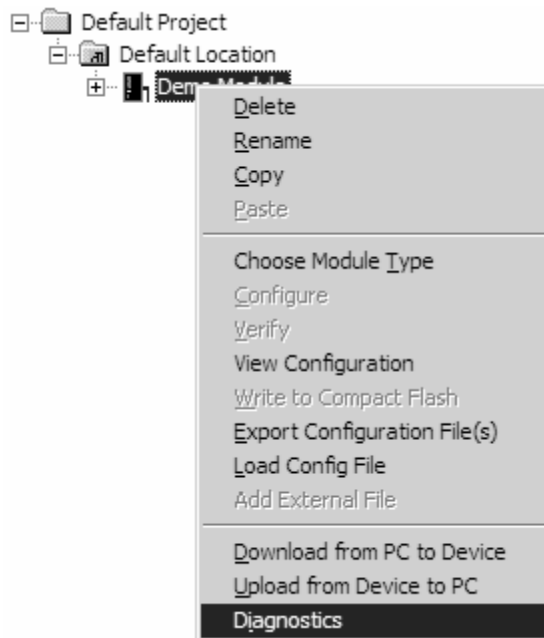 Default Project
Default Location
Delete
Rename
Copy
Paste
Choose Module Type
Configure
Verify
View Configuration
Write to Compact Flash
Export Configuration File(s)
Load Config File
Add External File
Download from PC to Device
Upload from Device to PC
Diagnostics